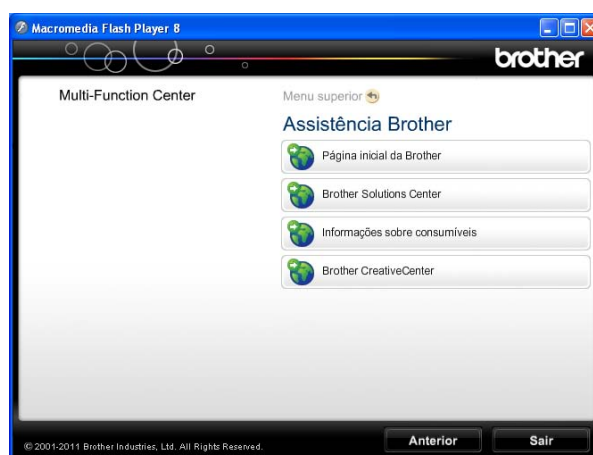 Macromedia Flash Player 8
brother
Multi-Function Center
Menu superior
Assistência Brother
Página inicial da Brother
Brother Solutions Center
Informações sobre consumíveis
Brother CreativeCenter
© 2001-2011 Brother Industries, Ltd. All Rights Reserved.
Anterior
Sair